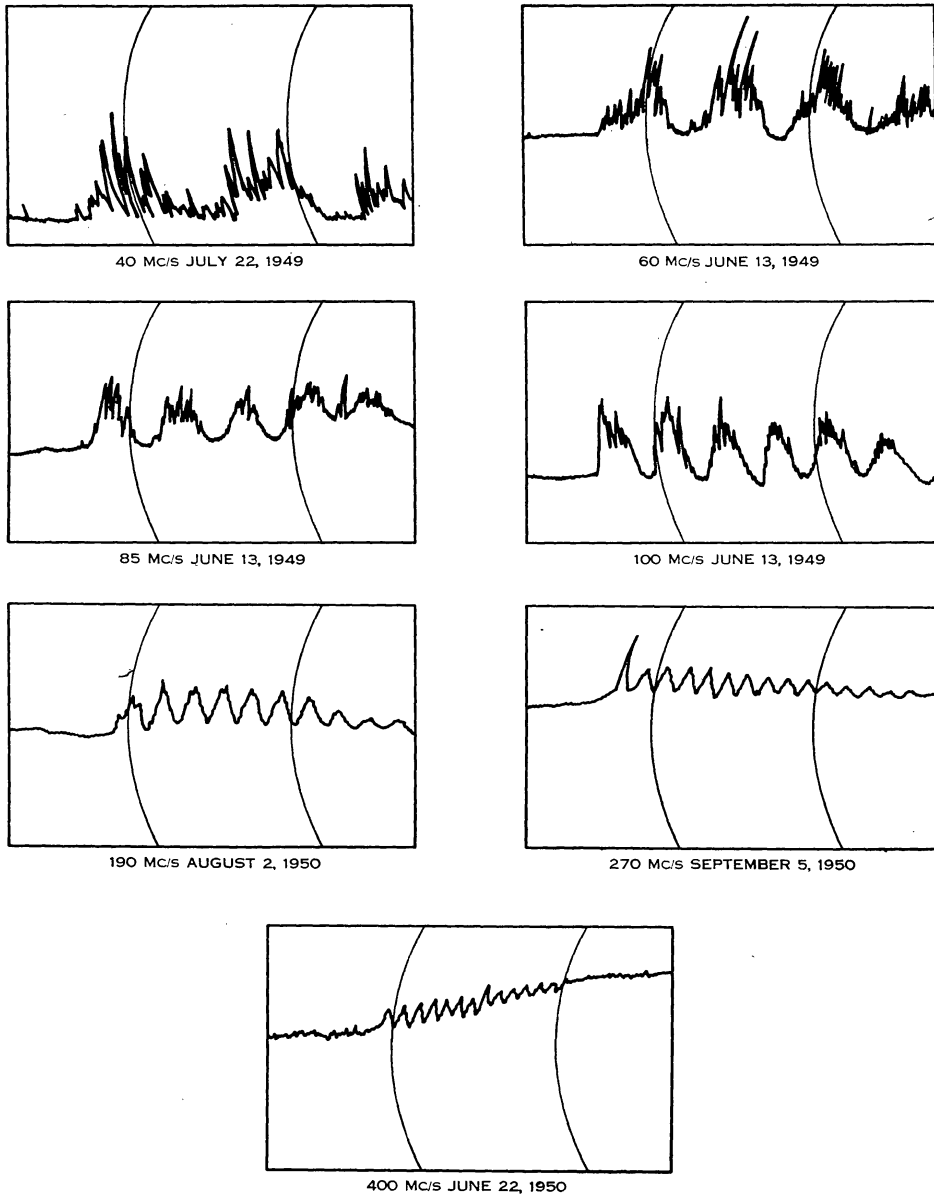 40 Mc/s JULY 22, 1949
60 Mc/s JUNE 13, 1949
85 Mc/s JUNE 13, 1949
100 Mc/s JUNE 13, 1949
190 Mc/s AUGUST 2, 1950
270 Mc/s SEPTEMBER 5, 1950
400 Mc/s JUNE 22, 1950